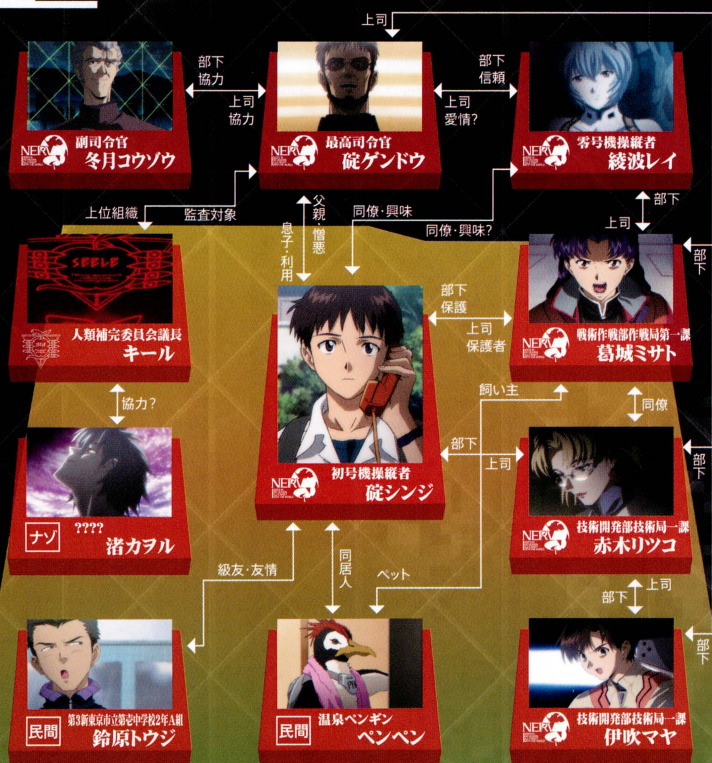 上司
部下
協力
上司
協力
部下
信頼
上司
愛情?
NERV
副司令官
冬月コウゾウ
NERV
最高司令官
碇ゲンドウ
NERV
零号機操縦者
綾波レイ
上位組織
監査対象
父親・憎悪
息子・利用
同僚・興味
同僚・興味?
部下
上司
部下
SEELE
人類補完委員会議長
キール
部下
保護
上司
保護者
NERV
戦術作戦部作戦局第一課
葛城ミサト
協力?
飼い主
同僚
NERV
初号機操縦者
碇シンジ
部下
上司
部下
ナゾ
????
渚カヲル
NERV
技術開発部技術局一課
赤木リツコ
級友・友情
同居人
ペット
上司
部下
部下
民間
第3新東京市立第壱中学校2年A組
鈴原トウジ
民間
温泉ペンギン
ペンペン
NERV
技術開発部技術局一課
伊吹マヤ